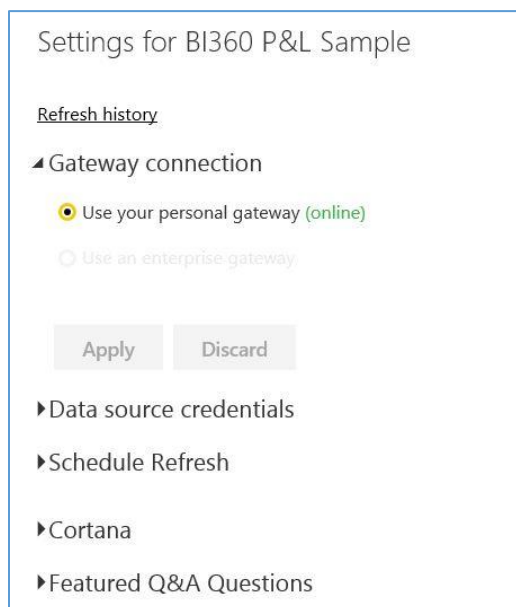 Settings for BI360 P&L Sample
Refresh history
Gateway connection
Use your personal gateway (online)
Use an enterprise gateway
Apply Discard
Data source credentials
Schedule Refresh
Cortana
Featured Q&A Questions